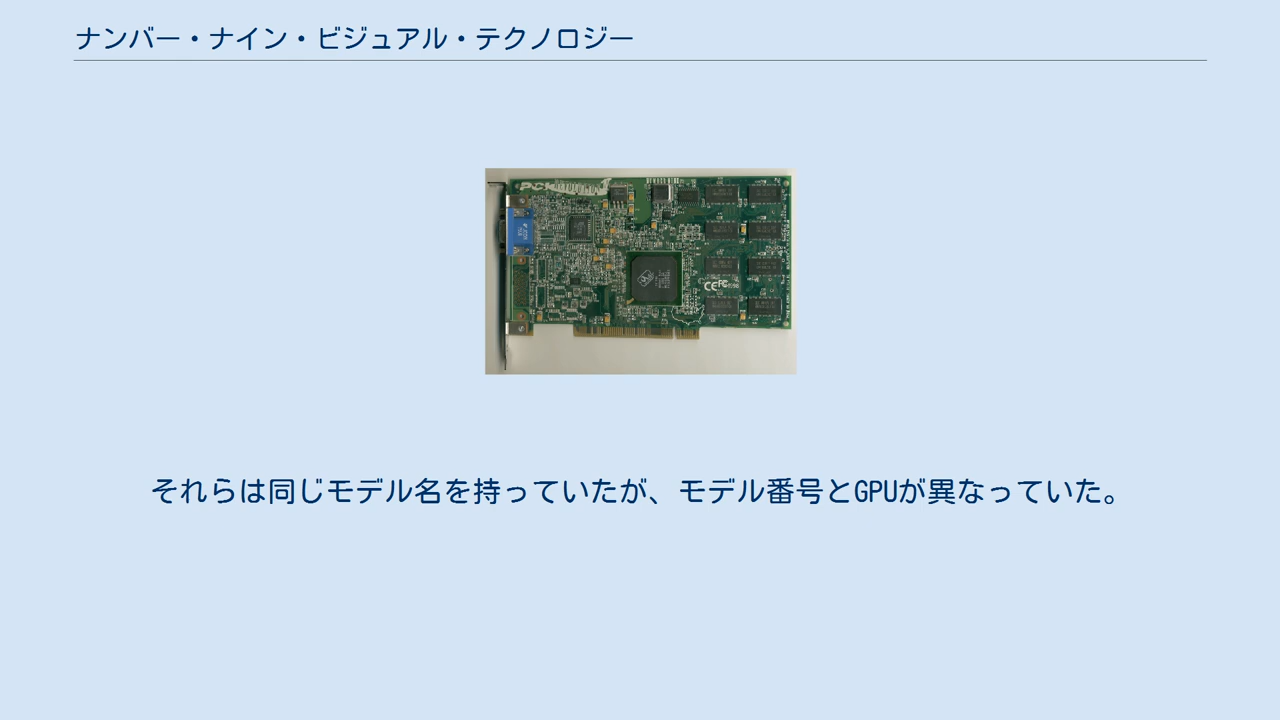 ナンバー・ナイン・ビジュアル・テクノロジー
CE FC
それらは同じモデル名を持っていたが、モデル番号とGPUが異なっていた。